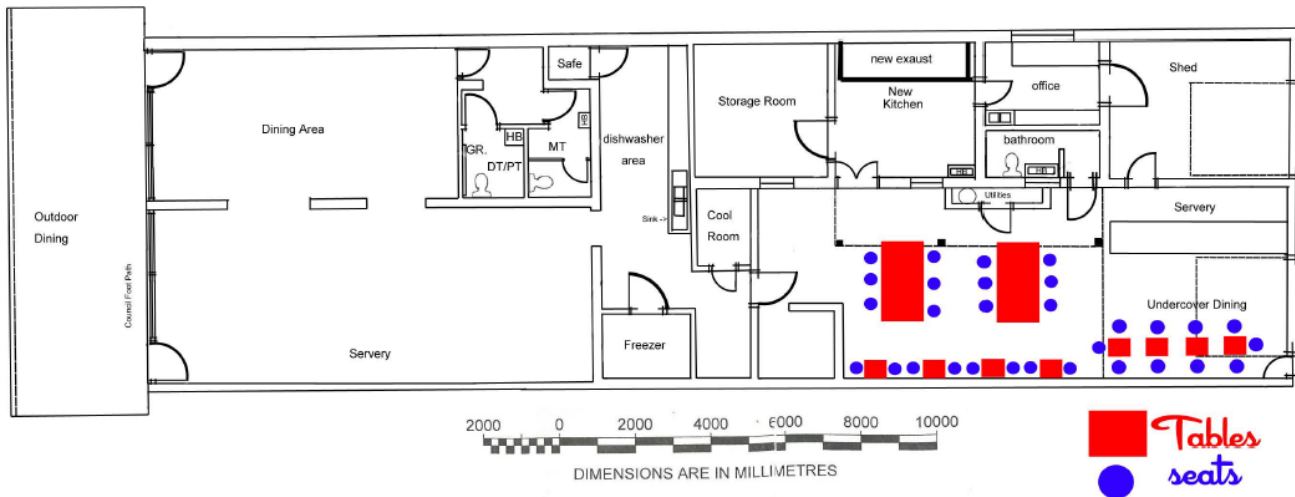 Safe
new exaust
Shed
office
New
Kitchen
Storage Room
Dining Area
HB
HB
GR.
MT
DT/PT
dishwasher
area
bathroom
HB
HB
Utilities
Servery
Outdoor
Dining
Cool
Room
Sink ->
Council Foot Path
Undercover Dining
Freezer
Servery
2000 0 2000 4000 6000 8000 10000
DIMENSIONS ARE IN MILLIMETRES
Tables
seats